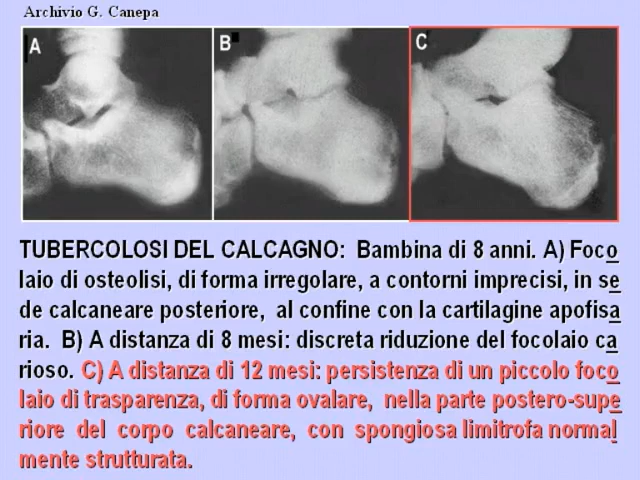 Archivio G. Canepa
A
B
C
TUBERCOLOSI DEL CALCAGNO: Bambina di 8 anni. A) Foco
laio di osteolisi, di forma irregolare, a contorni imprecisi, in se
de calcaneare posteriore, al confine con la cartilagine apofisa
ria. B) A distanza di 8 mesi: discreta riduzione del focolaio ca
rioso. C) A distanza di 12 mesi: persistenza di un piccolo foco
laio di trasparenza, di forma ovalare, nella parte postero-supe
riore del corpo calcaneare, con spongiosa limitrofa normal
mente strutturata.